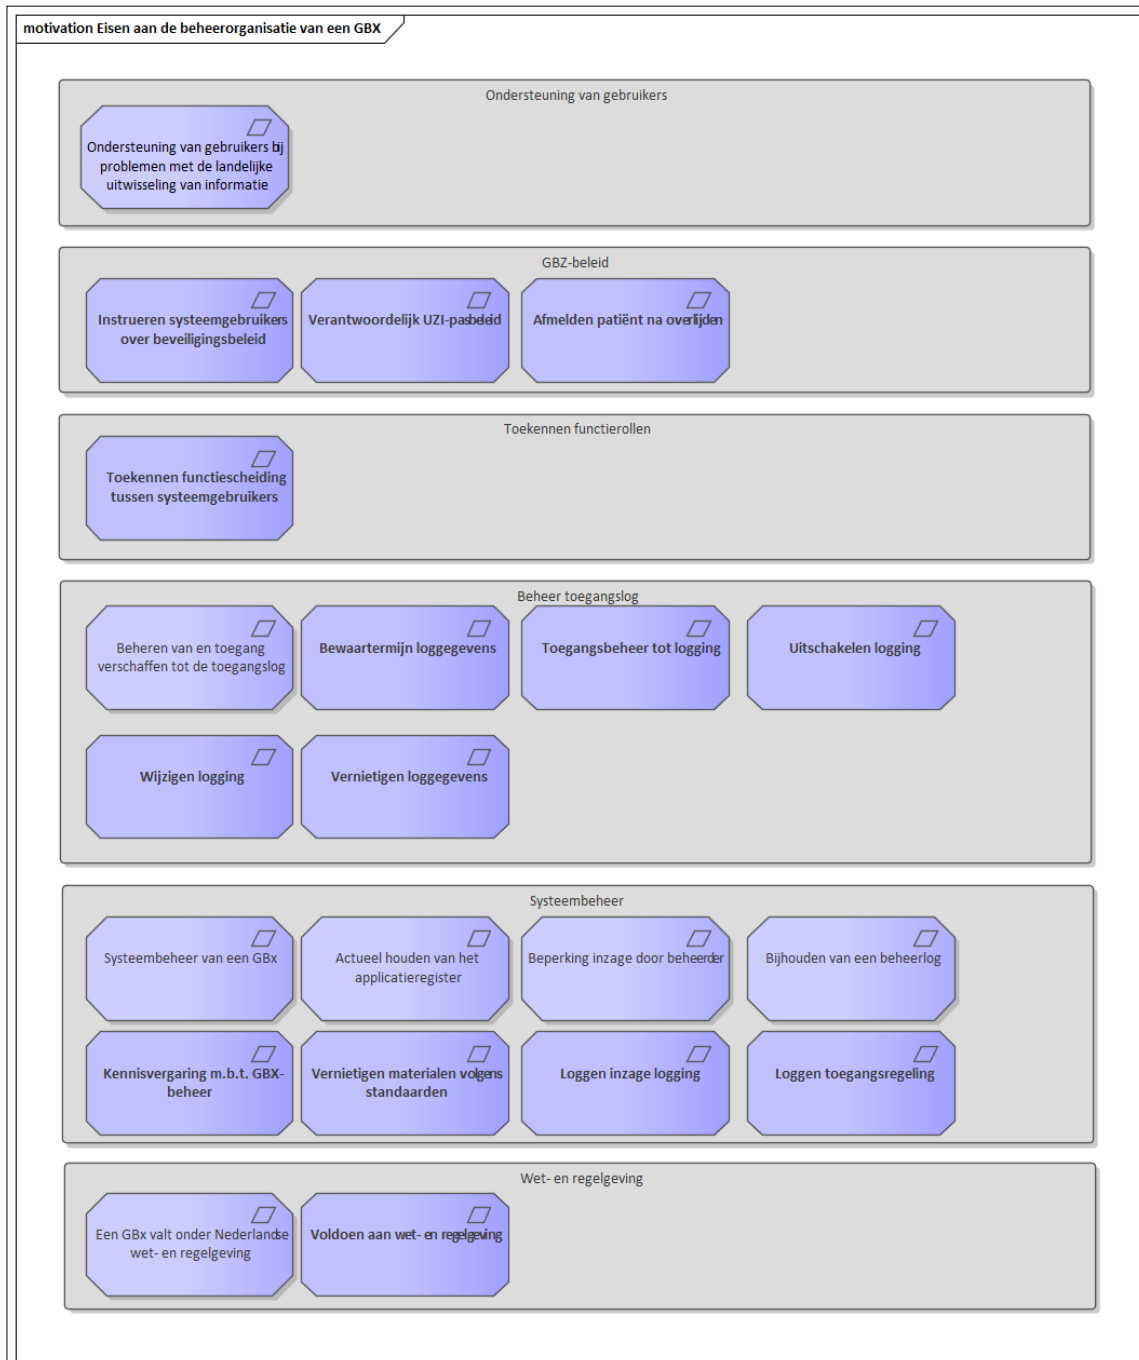 motivation Eisen aan de beheerorganisatie van een GBX
Ondersteuning van gebruikers
Ondersteuning van gebruikers bij
problemen met de landelijke
uitwisseling van informatie
GBZ-beleid
Instrueren systeemgebruikers
over beveiligingsbeleid
Verantwoordelijk UZI-pasbeleid
Afmelden patiënt na overlijden
Toekennen functierollen
Toekennen functiescheiding
tussen systeemgebruikers
Beheer toegangslog
Beheren van en toegang
verschaffen tot de toegangslog
Bewaartermijn loggegevens
Toegangsbeheer tot logging
Uitschakelen logging
Wijzigen logging
Vernietigen loggegevens
Systeembeheer
Systeembeheer van een GBx
Actueel houden van het
applicatieregister
Beperking inzage door beheerder
Bijhouden van een beheerlog
Kennisvergaring m.b.t. GBX-
beheer
Vernietigen materialen volgens
standaarden
Loggen inzage logging
Loggen toegangsregeling
Wet- en regelgeving
Een GBx valt onder Nederlandse
wet- en regelgeving
Voldoen aan wet- en regelgeving